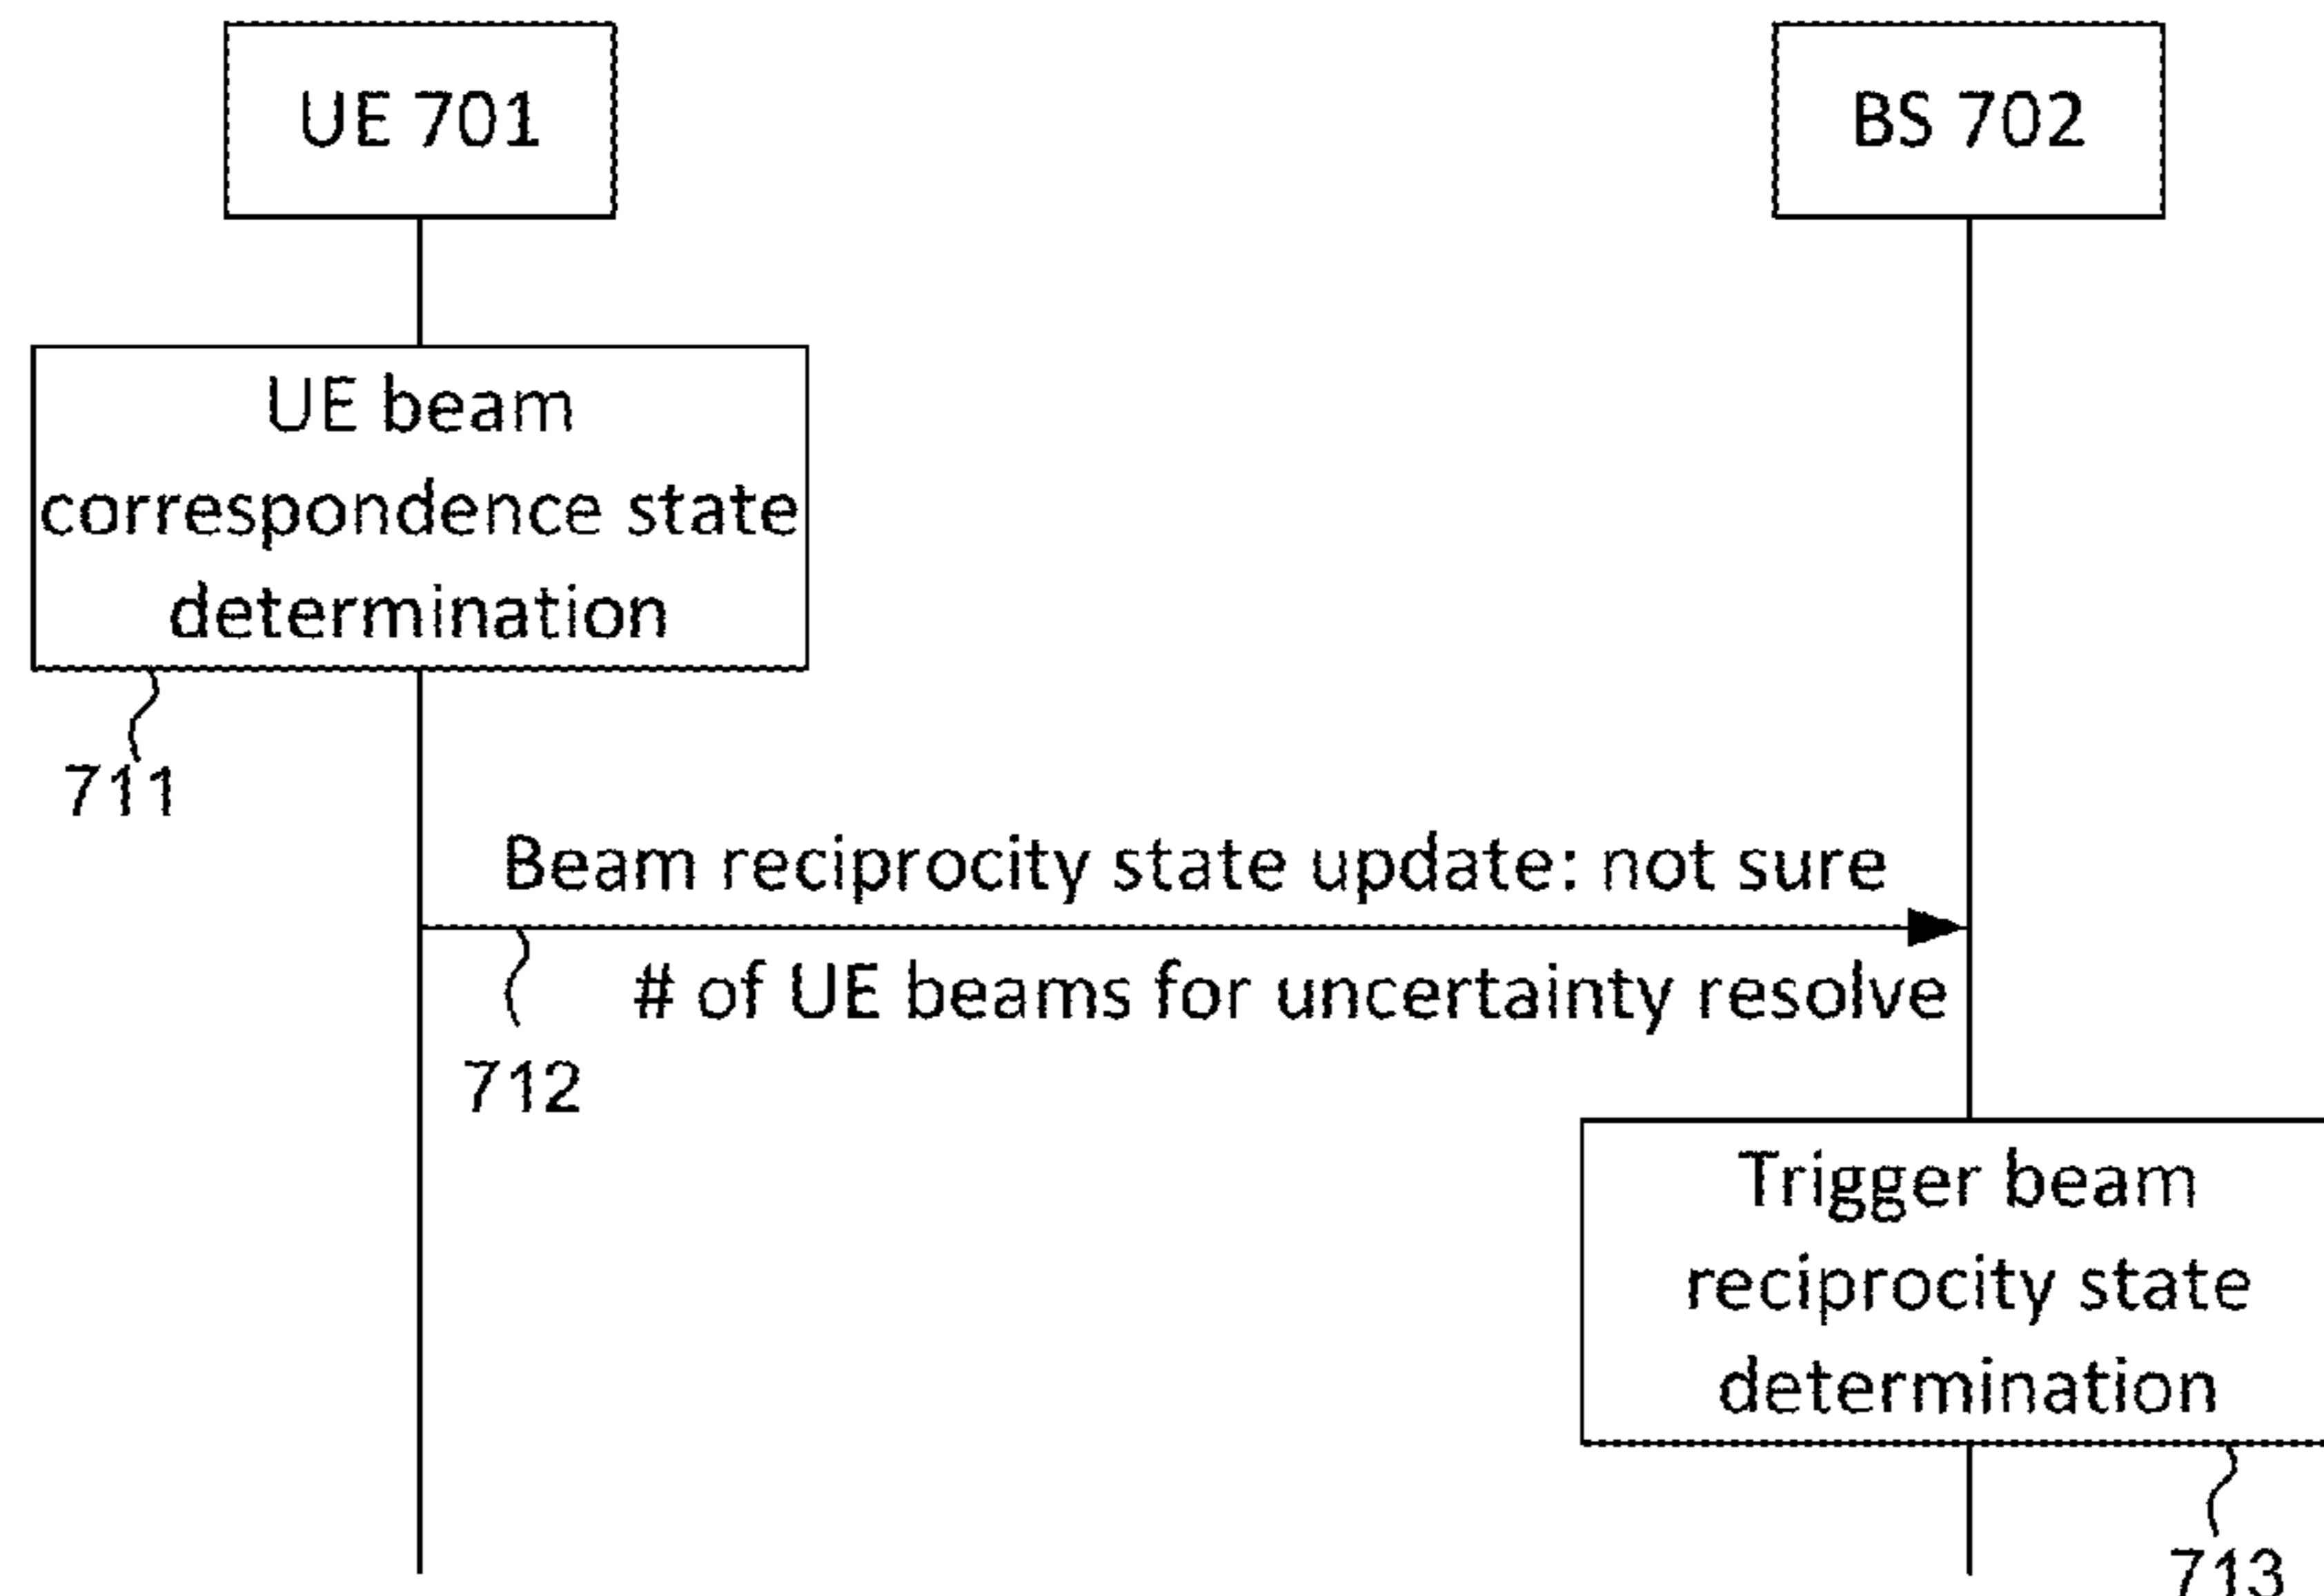 UE 701
BS 702
UE beam
correspondence state
determination
711
Beam reciprocity state update: not sure
# of UE beams for uncertainty resolve
712
Trigger beam
reciprocity state
determination
713